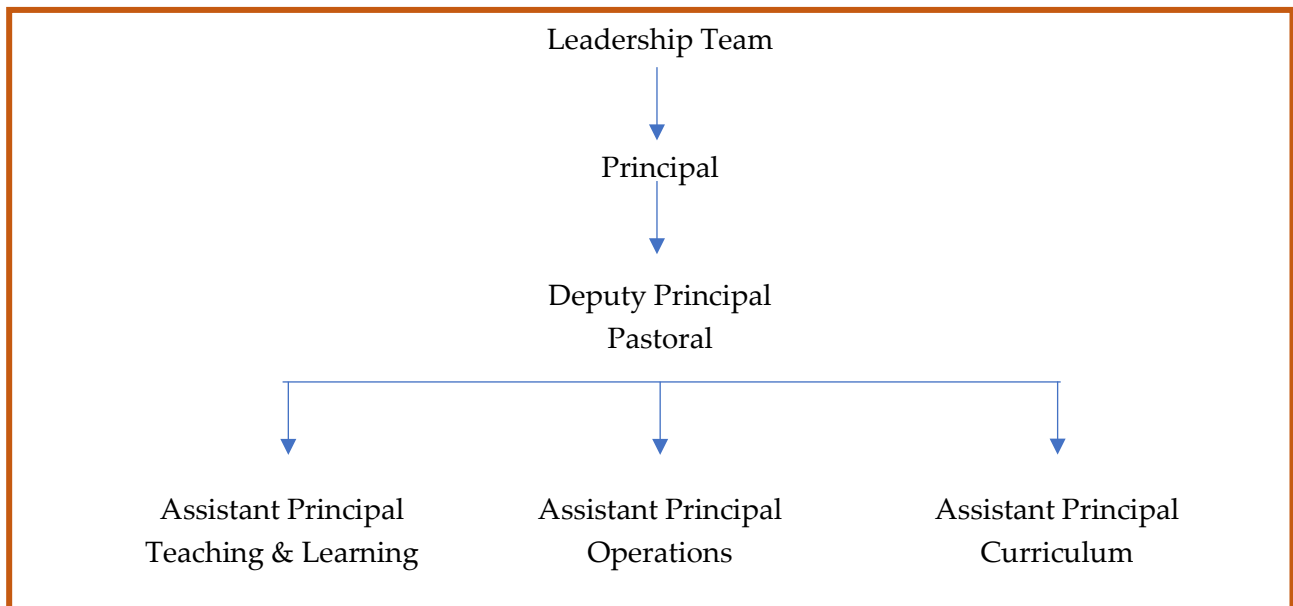 Leadership Team
Principal
Deputy Principal
Pastoral
Assistant Principal
Teaching & Learning
Assistant Principal
Operations
Assistant Principal
Curriculum